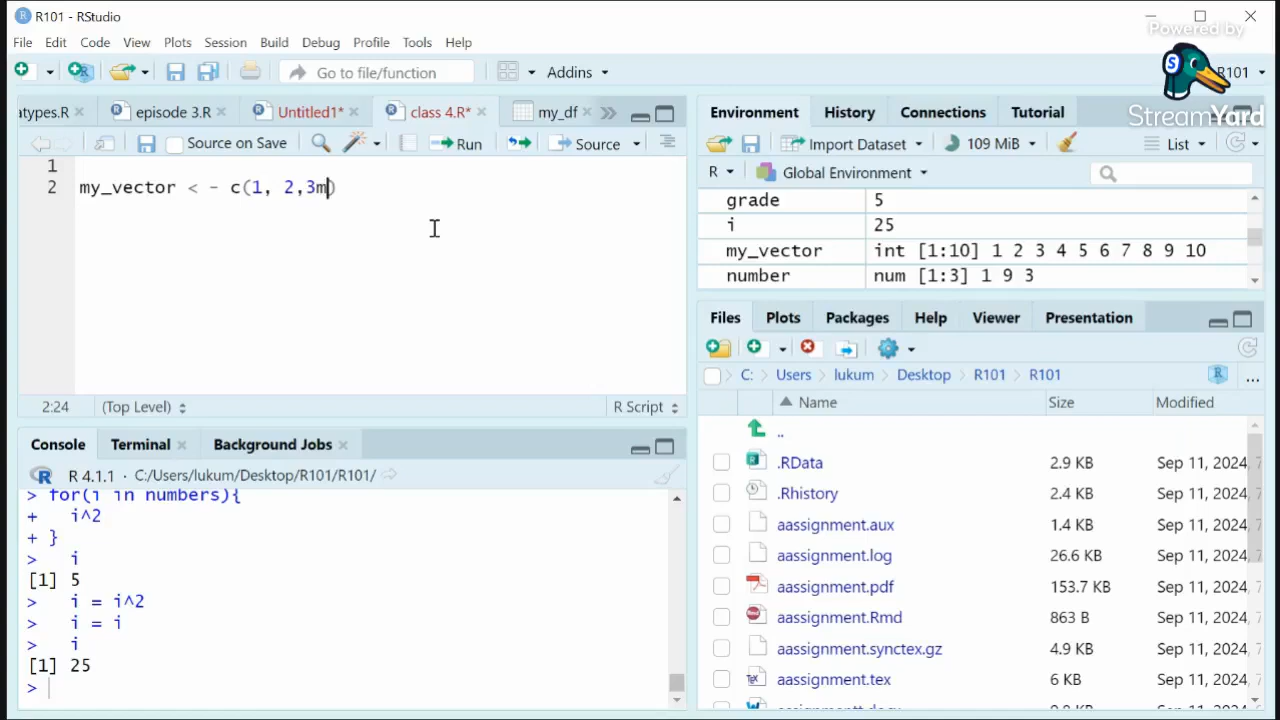 R101 - RStudio
File Edit Code View Plots Session Build Debug Profile Tools Help
Powered by
StreamYard
Go to file/function Addins R101
atypes.R episode 3.R Untitled1* class 4.R* my_df
Source on Save Run Source
1
2 my_vector < - c(1, 2,3m)
2:24 (Top Level) R Script
Console Terminal Background Jobs
R 4.1.1 · C:/Users/lukum/Desktop/R101/R101/
> for(i in numbers){
+ i^2
+ }
> i
[1] 5
> i = i^2
> i = i
> i
[1] 25
>
Environment History Connections Tutorial
Import Dataset 109 MiB List
R Global Environment
grade 5
i 25
my_vector int [1:10] 1 2 3 4 5 6 7 8 9 10
number num [1:3] 1 9 3
Files Plots Packages Help Viewer Presentation
C: Users lukum Desktop R101 R101 ...
Name Size Modified
..
.RData 2.9 KB Sep 11, 2024,
.Rhistory 2.4 KB Sep 11, 2024,
aassignment.aux 1.4 KB Sep 11, 2024,
aassignment.log 26.6 KB Sep 11, 2024,
aassignment.pdf 153.7 KB Sep 11, 2024,
aassignment.Rmd 863 B Sep 11, 2024,
aassignment.synctex.gz 4.9 KB Sep 11, 2024,
aassignment.tex 6 KB Sep 11, 2024,